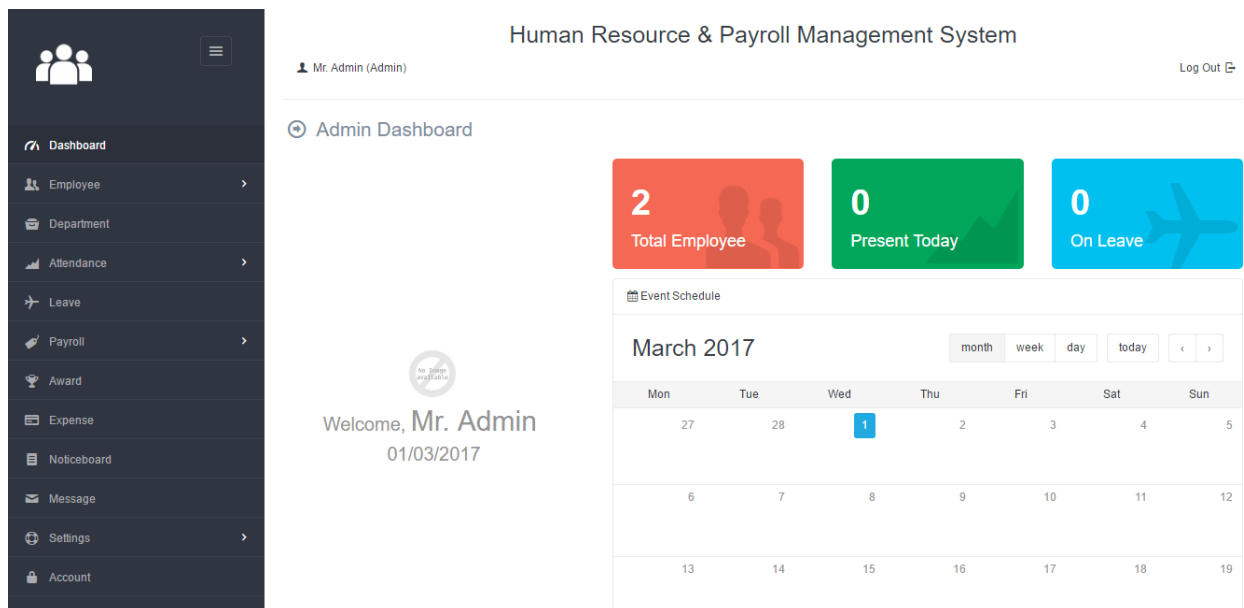 Human Resource & Payroll Management System
Mr. Admin (Admin)
Log Out
Admin Dashboard
Dashboard
Employee
Department
Attendance
Leave
Payroll
Award
Expense
Noticeboard
Message
Settings
Account
No Image
available
Welcome, Mr. Admin
01/03/2017
2
Total Employee
0
Present Today
0
On Leave
Event Schedule
March 2017
month week day today ‹ ›
Mon Tue Wed Thu Fri Sat Sun
27 28 1 2 3 4 5
6 7 8 9 10 11 12
13 14 15 16 17 18 19